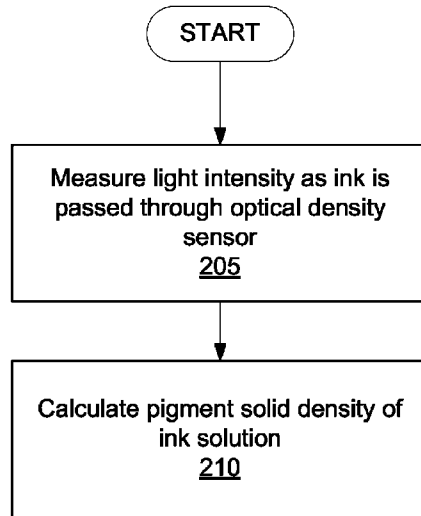 START
Measure light intensity as ink is
passed through optical density
sensor
205
Calculate pigment solid density of
ink solution
210